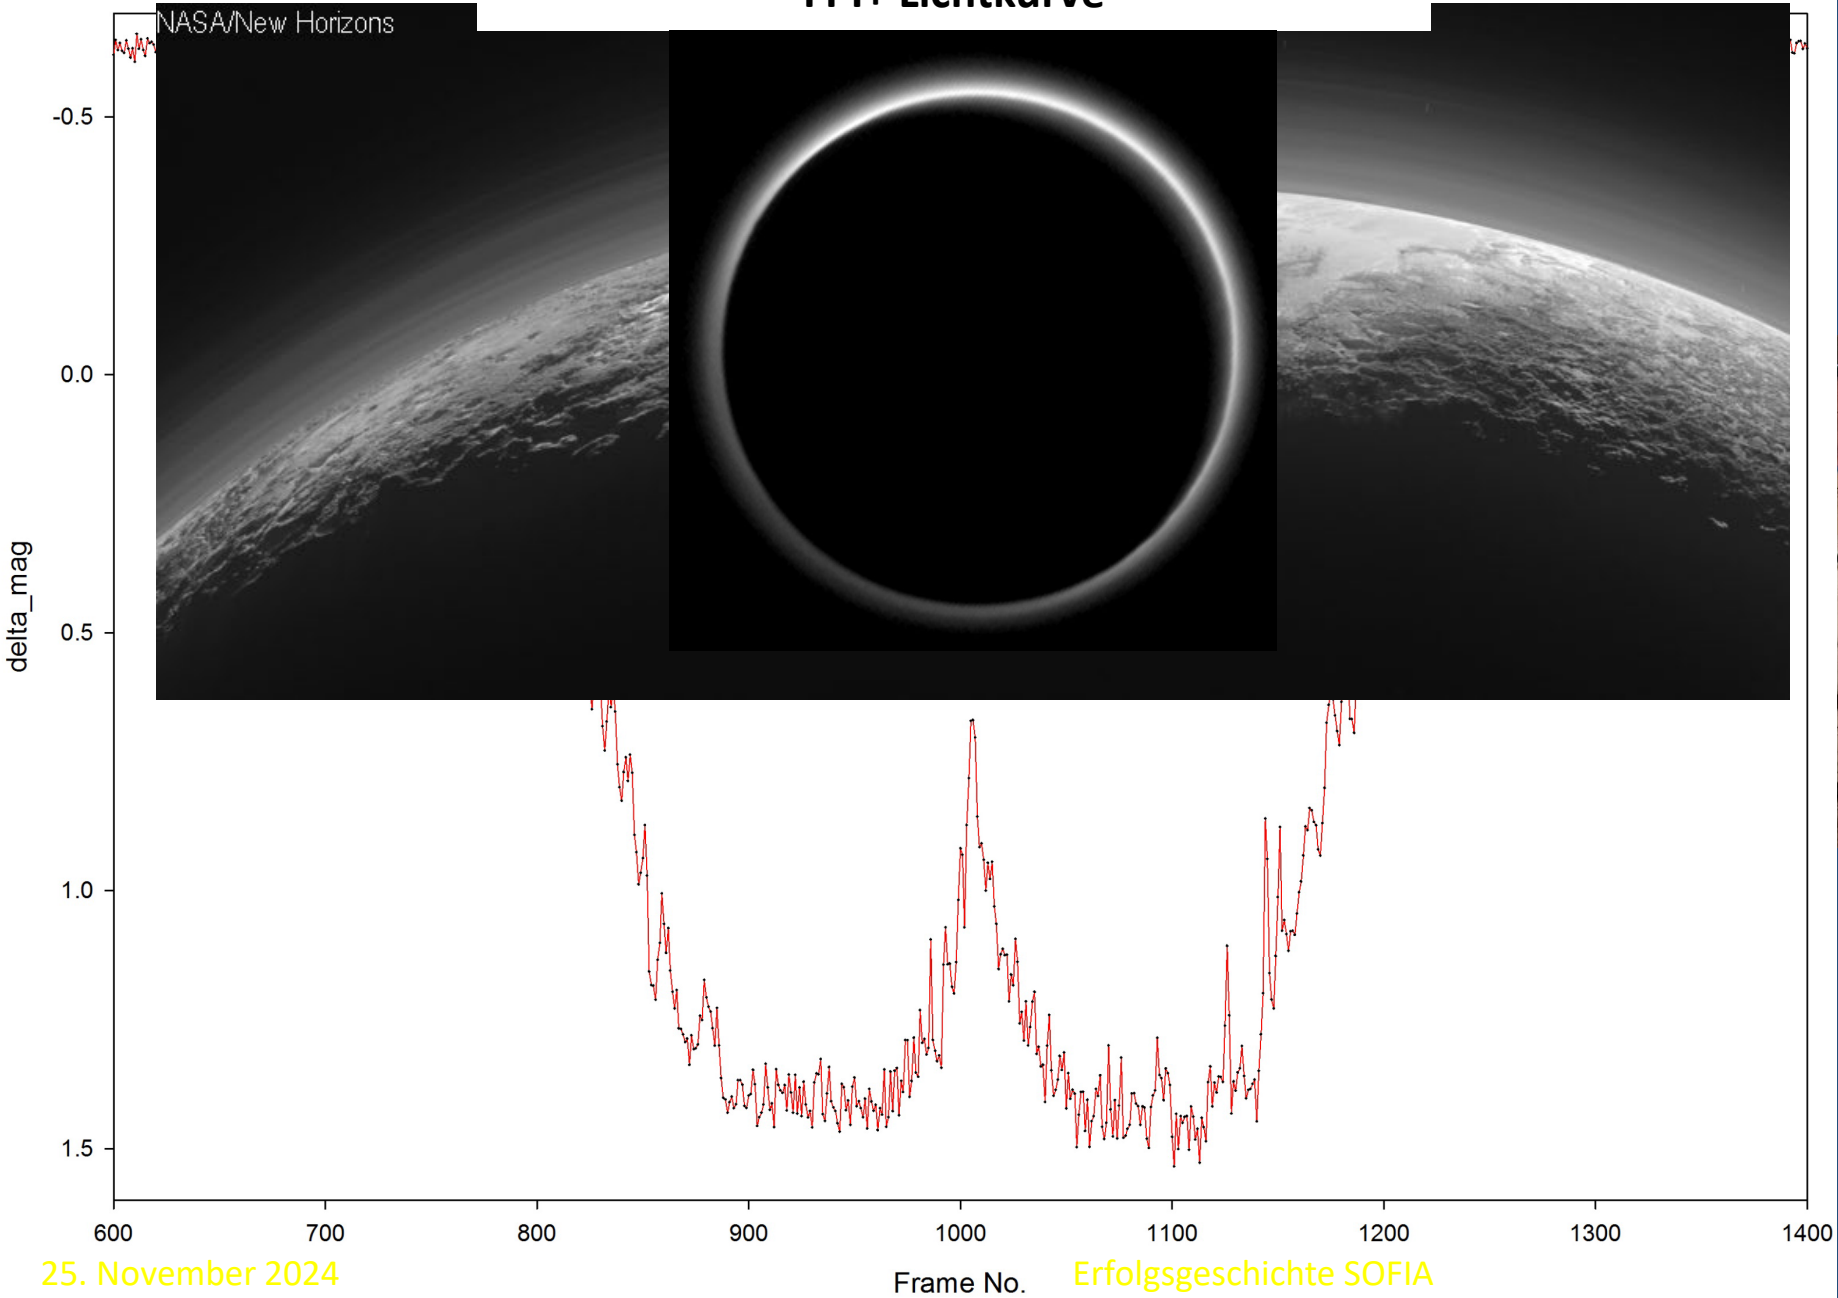 Lichtkurve
NASA/New Horizons
-0.5
0.0
0.5
1.0
1.5
delta_mag
600 700 800 900 1000 1100 1200 1300 1400
Frame No.
25. November 2024
Erfolgsgeschichte SOFIA